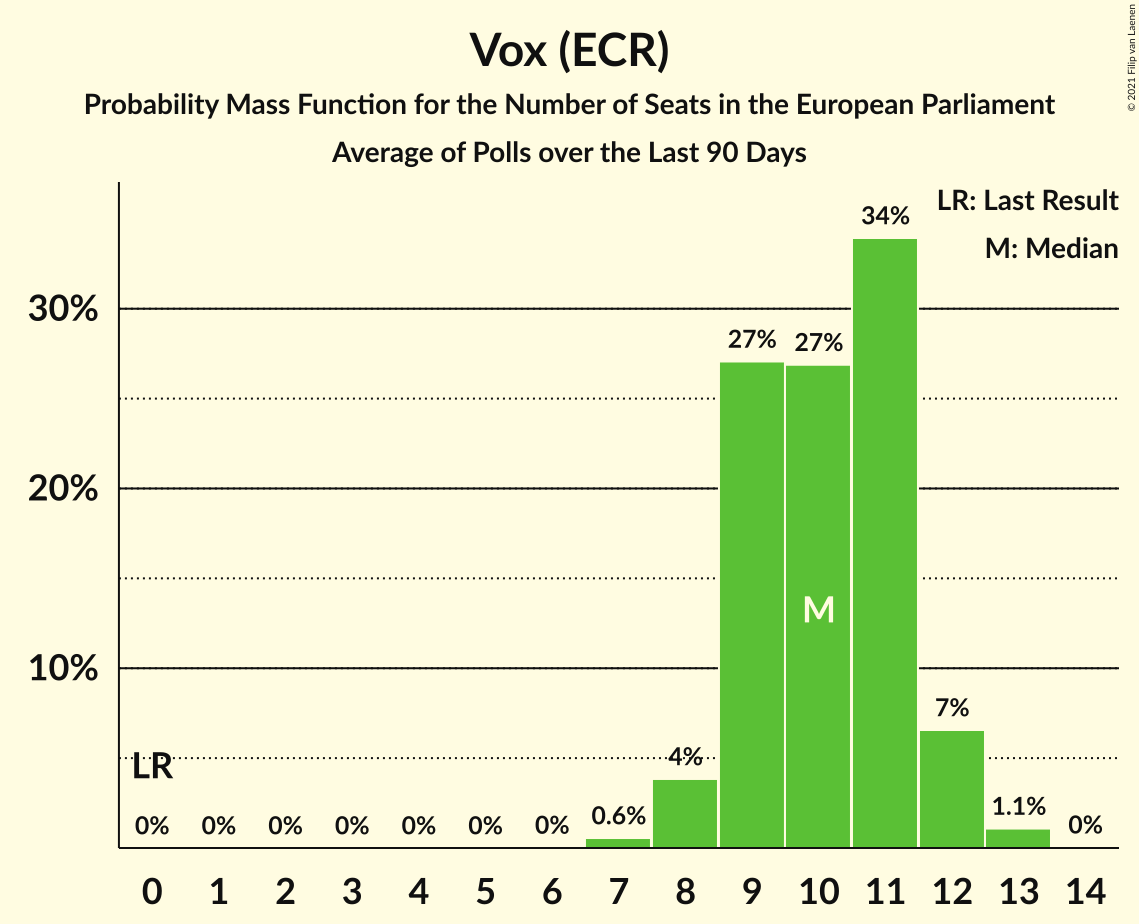 Vox (ECR)
Probability Mass Function for the Number of Seats in the European Parliament
Average of Polls over the Last 90 Days
© 2021 Filip van Laenen
LR: Last Result
M: Median
34%
30%
27% 27%
20%
M
10%
7%
LR
4%
0% 0% 0% 0% 0% 0% 0% 0.6% 1.1% 0%
0 1 2 3 4 5 6 7 8 9 10 11 12 13 14